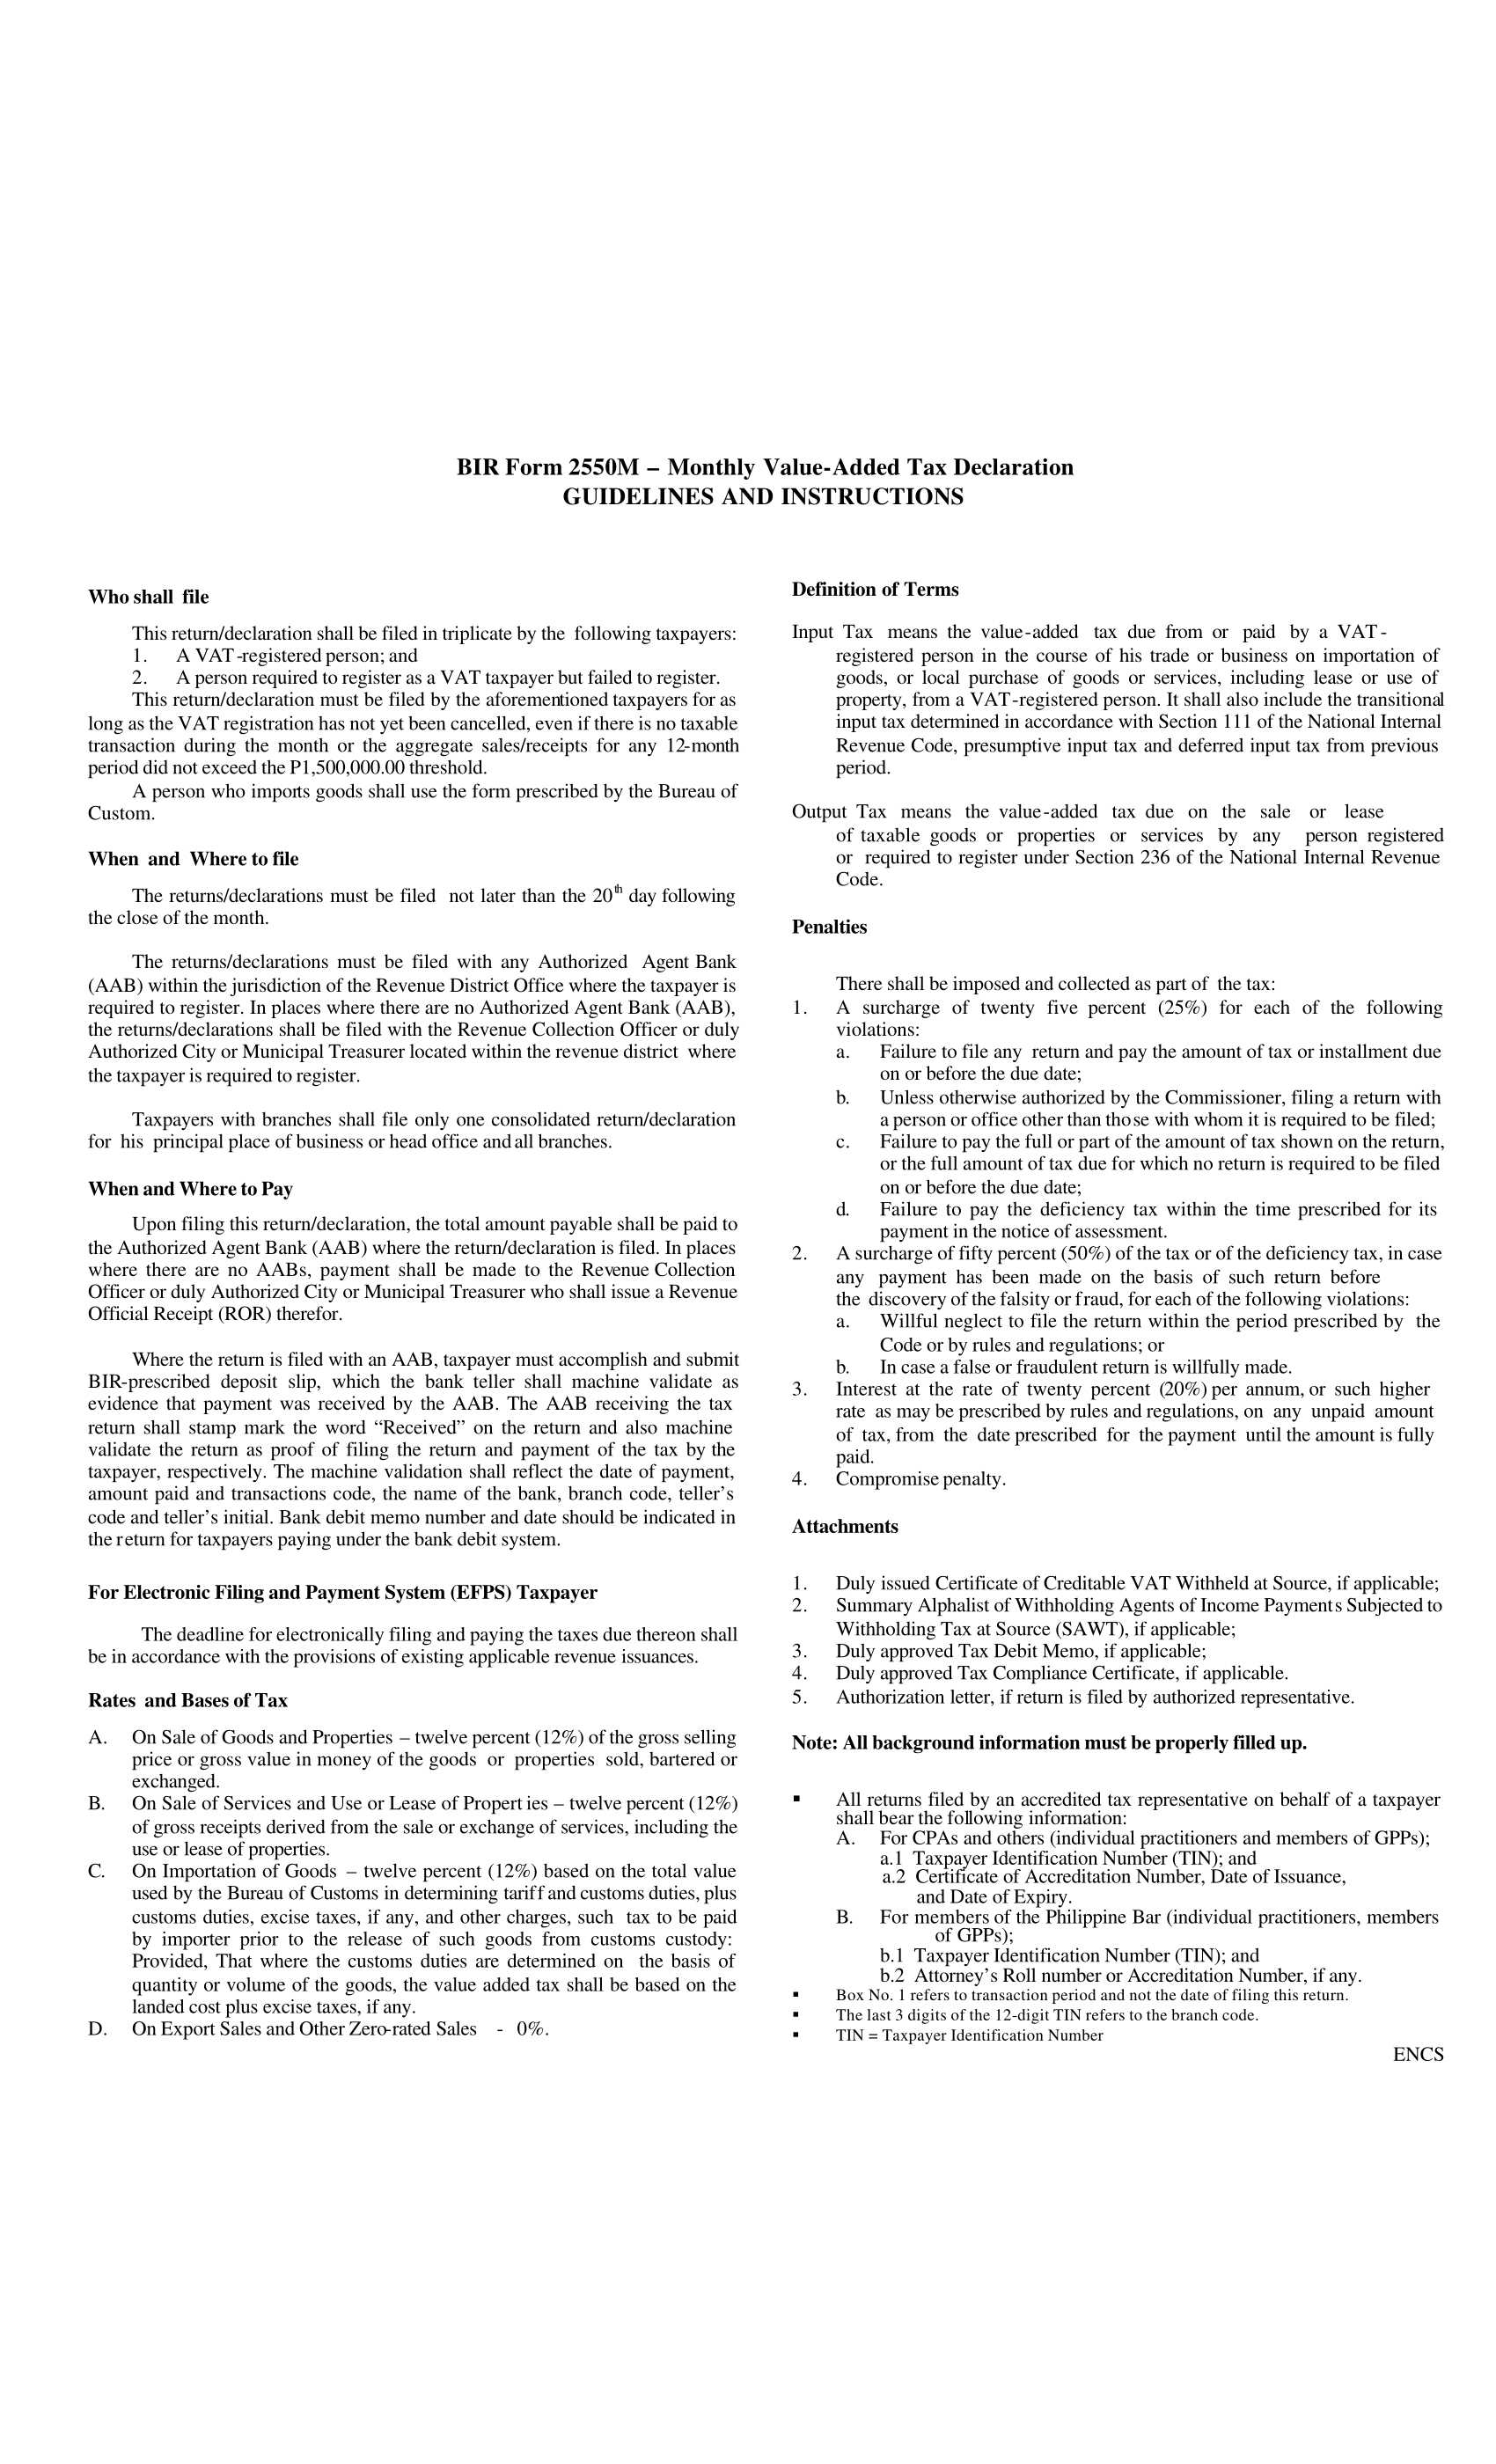 BIR Form 2550M – Monthly Value-Added Tax Declaration
GUIDELINES AND INSTRUCTIONS
Who shall file
This return/declaration shall be filed in triplicate by the following taxpayers:
1. A VAT-registered person; and
2. A person required to register as a VAT taxpayer but failed to register.
This return/declaration must be filed by the aforementioned taxpayers for as
long as the VAT registration has not yet been cancelled, even if there is no taxable
transaction during the month or the aggregate sales/receipts for any 12-month
period did not exceed the P1,500,000.00 threshold.
A person who imports goods shall use the form prescribed by the Bureau of
Custom.
When and Where to file
The returns/declarations must be filed not later than the 20th day following
the close of the month.
The returns/declarations must be filed with any Authorized Agent Bank
(AAB) within the jurisdiction of the Revenue District Office where the taxpayer is
required to register. In places where there are no Authorized Agent Bank (AAB),
the returns/declarations shall be filed with the Revenue Collection Officer or duly
Authorized City or Municipal Treasurer located within the revenue district where
the taxpayer is required to register.
Taxpayers with branches shall file only one consolidated return/declaration
for his principal place of business or head office and all branches.
When and Where to Pay
Upon filing this return/declaration, the total amount payable shall be paid to
the Authorized Agent Bank (AAB) where the return/declaration is filed. In places
where there are no AABs, payment shall be made to the Revenue Collection
Officer or duly Authorized City or Municipal Treasurer who shall issue a Revenue
Official Receipt (ROR) therefor.
Where the return is filed with an AAB, taxpayer must accomplish and submit
BIR-prescribed deposit slip, which the bank teller shall machine validate as
evidence that payment was received by the AAB. The AAB receiving the tax
return shall stamp mark the word “Received” on the return and also machine
validate the return as proof of filing the return and payment of the tax by the
taxpayer, respectively. The machine validation shall reflect the date of payment,
amount paid and transactions code, the name of the bank, branch code, teller’s
code and teller’s initial. Bank debit memo number and date should be indicated in
the return for taxpayers paying under the bank debit system.
For Electronic Filing and Payment System (EFPS) Taxpayer
The deadline for electronically filing and paying the taxes due thereon shall
be in accordance with the provisions of existing applicable revenue issuances.
Rates and Bases of Tax
A. On Sale of Goods and Properties – twelve percent (12%) of the gross selling
price or gross value in money of the goods or properties sold, bartered or
exchanged.
B. On Sale of Services and Use or Lease of Properties – twelve percent (12%)
of gross receipts derived from the sale or exchange of services, including the
use or lease of properties.
C. On Importation of Goods – twelve percent (12%) based on the total value
used by the Bureau of Customs in determining tariff and customs duties, plus
customs duties, excise taxes, if any, and other charges, such tax to be paid
by importer prior to the release of such goods from customs custody:
Provided, That where the customs duties are determined on the basis of
quantity or volume of the goods, the value added tax shall be based on the
landed cost plus excise taxes, if any.
D. On Export Sales and Other Zero-rated Sales - 0%.
Definition of Terms
Input Tax means the value-added tax due from or paid by a VAT-
registered person in the course of his trade or business on importation of
goods, or local purchase of goods or services, including lease or use of
property, from a VAT-registered person. It shall also include the transitional
input tax determined in accordance with Section 111 of the National Internal
Revenue Code, presumptive input tax and deferred input tax from previous
period.
Output Tax means the value-added tax due on the sale or lease
of taxable goods or properties or services by any person registered
or required to register under Section 236 of the National Internal Revenue
Code.
Penalties
There shall be imposed and collected as part of the tax:
1. A surcharge of twenty five percent (25%) for each of the following
violations:
a. Failure to file any return and pay the amount of tax or installment due
on or before the due date;
b. Unless otherwise authorized by the Commissioner, filing a return with
a person or office other than those with whom it is required to be filed;
c. Failure to pay the full or part of the amount of tax shown on the return,
or the full amount of tax due for which no return is required to be filed
on or before the due date;
d. Failure to pay the deficiency tax within the time prescribed for its
payment in the notice of assessment.
2. A surcharge of fifty percent (50%) of the tax or of the deficiency tax, in case
any payment has been made on the basis of such return before
the discovery of the falsity or fraud, for each of the following violations:
a. Willful neglect to file the return within the period prescribed by the
Code or by rules and regulations; or
b. In case a false or fraudulent return is willfully made.
3. Interest at the rate of twenty percent (20%) per annum, or such higher
rate as may be prescribed by rules and regulations, on any unpaid amount
of tax, from the date prescribed for the payment until the amount is fully
paid.
4. Compromise penalty.
Attachments
1. Duly issued Certificate of Creditable VAT Withheld at Source, if applicable;
2. Summary Alphalist of Withholding Agents of Income Payments Subjected to
Withholding Tax at Source (SAWT), if applicable;
3. Duly approved Tax Debit Memo, if applicable;
4. Duly approved Tax Compliance Certificate, if applicable.
5. Authorization letter, if return is filed by authorized representative.
Note: All background information must be properly filled up.
▪ All returns filed by an accredited tax representative on behalf of a taxpayer
shall bear the following information:
A. For CPAs and others (individual practitioners and members of GPPs);
a.1 Taxpayer Identification Number (TIN); and
a.2 Certificate of Accreditation Number, Date of Issuance,
and Date of Expiry.
B. For members of the Philippine Bar (individual practitioners, members
of GPPs);
b.1 Taxpayer Identification Number (TIN); and
b.2 Attorney’s Roll number or Accreditation Number, if any.
▪ Box No. 1 refers to transaction period and not the date of filing this return.
▪ The last 3 digits of the 12-digit TIN refers to the branch code.
▪ TIN = Taxpayer Identification Number
ENCS